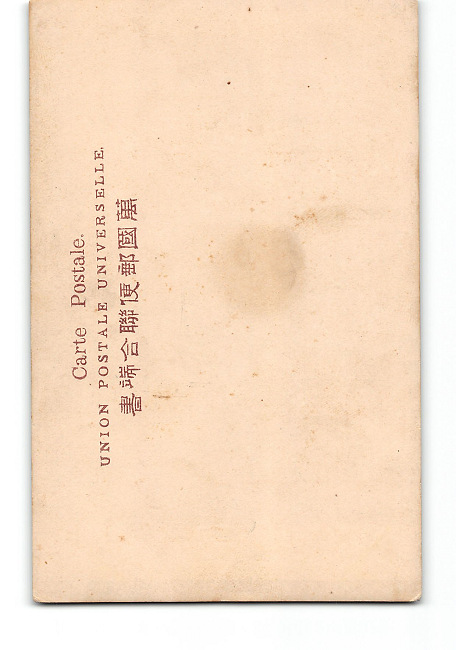 Carte Postale.
UNION POSTALE UNIVERSELLE.
萬國郵便聯合端書